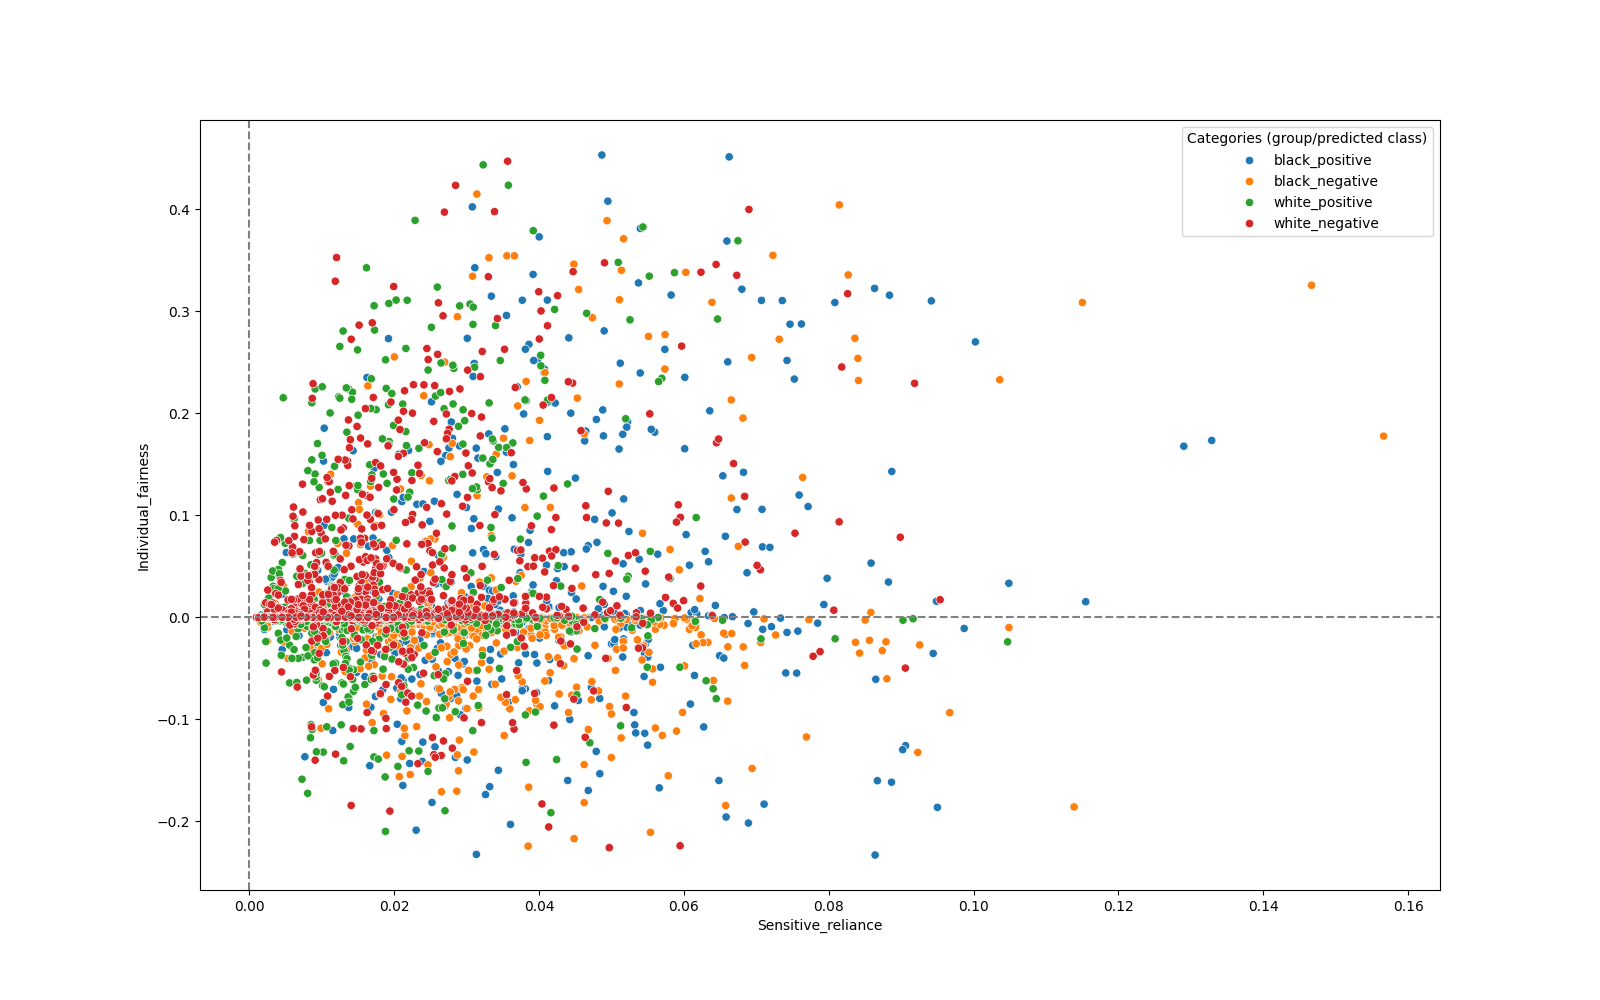 Categories (group/predicted class)
black_positive
black_negative
white_positive
white_negative
0.4
0.3
0.2
0.1
0.0
−0.1
−0.2
Individual_fairness
0.00 0.02 0.04 0.06 0.08 0.10 0.12 0.14 0.16
Sensitive_reliance